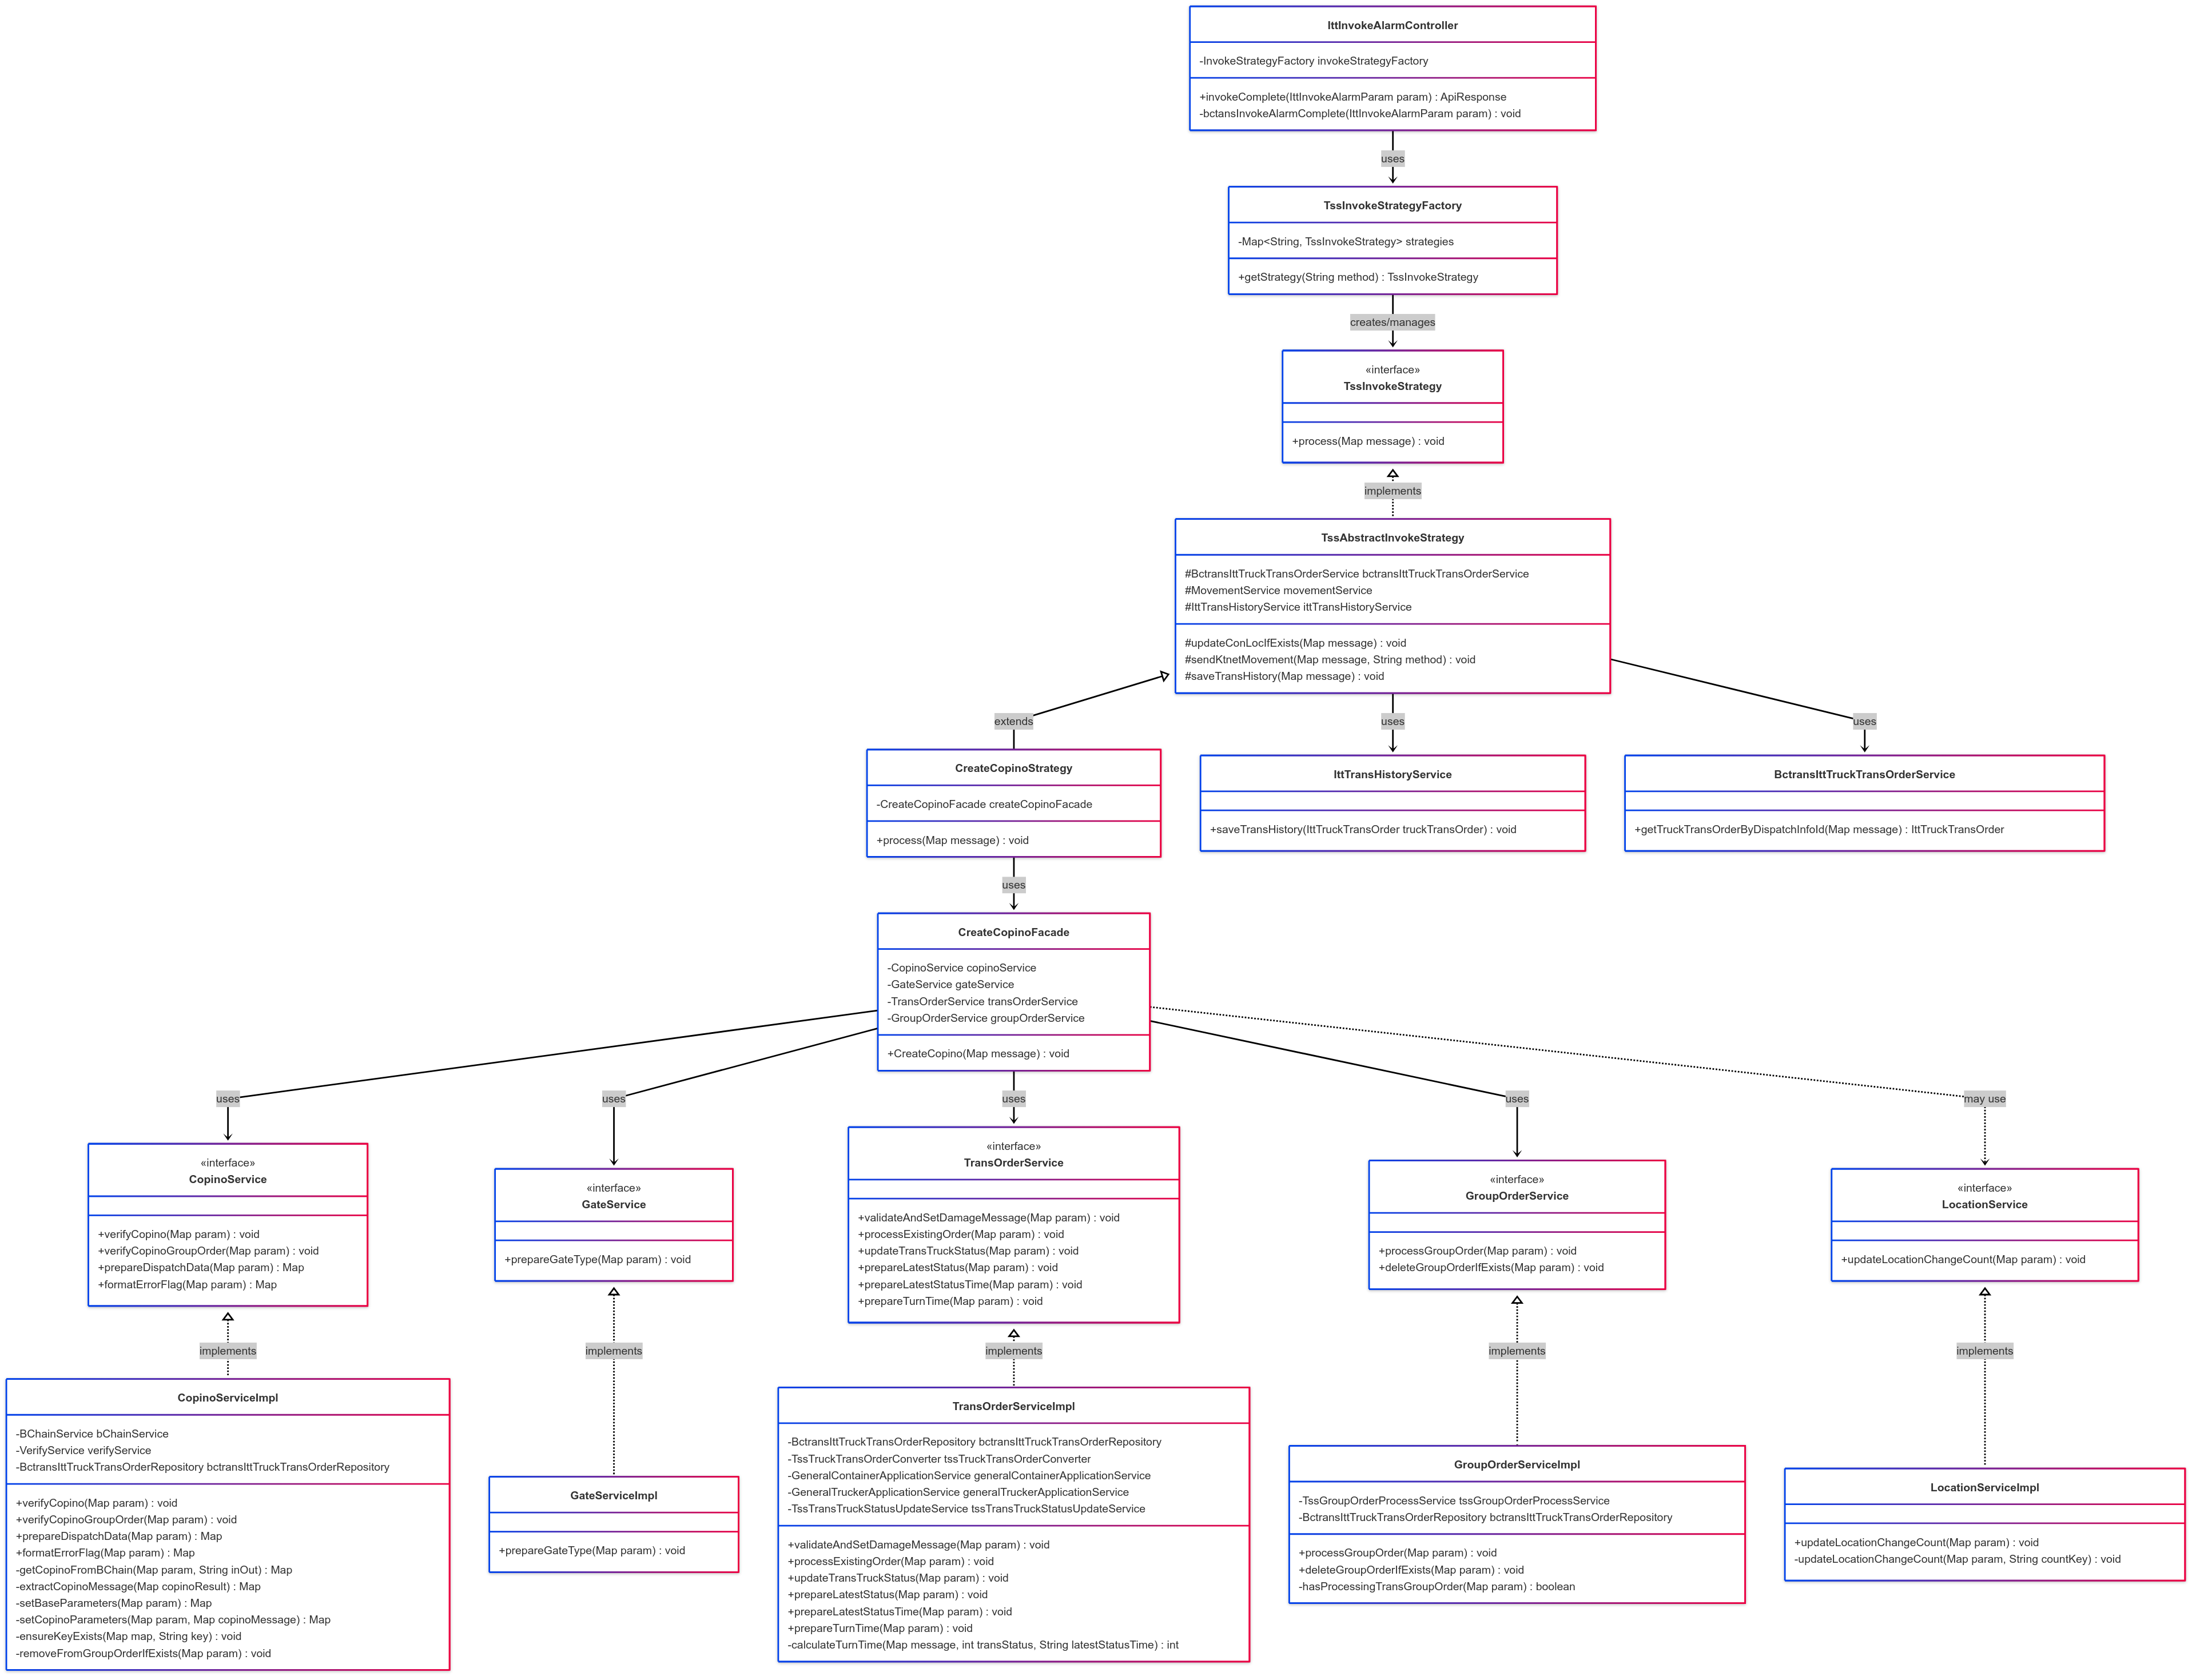 IttInvokeAlarmController
-InvokeStrategyFactory invokeStrategyFactory
+invokeComplete(IttInvokeAlarmParam param) : ApiResponse
-bctansInvokeAlarmComplete(IttInvokeAlarmParam param) : void
uses
TssInvokeStrategyFactory
-Map<String, TssInvokeStrategy> strategies
+getStrategy(String method) : TssInvokeStrategy
creates/manages
«interface»
TssInvokeStrategy
+process(Map message) : void
implements
TssAbstractInvokeStrategy
#BctransIttTruckTransOrderService bctransIttTruckTransOrderService
#MovementService movementService
#IttTransHistoryService ittTransHistoryService
#updateConLocIfExists(Map message) : void
#sendKtnetMovement(Map message, String method) : void
#saveTransHistory(Map message) : void
extends
uses
uses
CreateCopinoStrategy
-CreateCopinoFacade createCopinoFacade
+process(Map message) : void
IttTransHistoryService
+saveTransHistory(IttTruckTransOrder truckTransOrder) : void
BctransIttTruckTransOrderService
+getTruckTransOrderByDispatchInfoId(Map message) : IttTruckTransOrder
uses
CreateCopinoFacade
-CopinoService copinoService
-GateService gateService
-TransOrderService transOrderService
-GroupOrderService groupOrderService
+CreateCopino(Map message) : void
uses
uses
uses
uses
may use
«interface»
CopinoService
+verifyCopino(Map param) : void
+verifyCopinoGroupOrder(Map param) : void
+prepareDispatchData(Map param) : Map
+formatErrorFlag(Map param) : Map
«interface»
GateService
+prepareGateType(Map param) : void
«interface»
TransOrderService
+validateAndSetDamageMessage(Map param) : void
+processExistingOrder(Map param) : void
+updateTransTruckStatus(Map param) : void
+prepareLatestStatus(Map param) : void
+prepareLatestStatusTime(Map param) : void
+prepareTurnTime(Map param) : void
«interface»
GroupOrderService
+processGroupOrder(Map param) : void
+deleteGroupOrderIfExists(Map param) : void
«interface»
LocationService
+updateLocationChangeCount(Map param) : void
implements
implements
implements
implements
implements
CopinoServiceImpl
-BChainService bChainService
-VerifyService verifyService
-BctransIttTruckTransOrderRepository bctransIttTruckTransOrderRepository
+verifyCopino(Map param) : void
+verifyCopinoGroupOrder(Map param) : void
+prepareDispatchData(Map param) : Map
+formatErrorFlag(Map param) : Map
-getCopinoFromBChain(Map param, String inOut) : Map
-extractCopinoMessage(Map copinoResult) : Map
-setBaseParameters(Map param) : Map
-setCopinoParameters(Map param, Map copinoMessage) : Map
-ensureKeyExists(Map map, String key) : void
-removeFromGroupOrderIfExists(Map param) : void
GateServiceImpl
+prepareGateType(Map param) : void
TransOrderServiceImpl
-BctransIttTruckTransOrderRepository bctransIttTruckTransOrderRepository
-TssTruckTransOrderConverter tssTruckTransOrderConverter
-GeneralContainerApplicationService generalContainerApplicationService
-GeneralTruckerApplicationService generalTruckerApplicationService
-TssTransTruckStatusUpdateService tssTransTruckStatusUpdateService
+validateAndSetDamageMessage(Map param) : void
+processExistingOrder(Map param) : void
+updateTransTruckStatus(Map param) : void
+prepareLatestStatus(Map param) : void
+prepareLatestStatusTime(Map param) : void
+prepareTurnTime(Map param) : void
-calculateTurnTime(Map message, int transStatus, String latestStatusTime) : int
GroupOrderServiceImpl
-TssGroupOrderProcessService tssGroupOrderProcessService
-BctransIttTruckTransOrderRepository bctransIttTruckTransOrderRepository
+processGroupOrder(Map param) : void
+deleteGroupOrderIfExists(Map param) : void
-hasProcessingTransGroupOrder(Map param) : boolean
LocationServiceImpl
+updateLocationChangeCount(Map param) : void
-updateLocationChangeCount(Map param, String countKey) : void